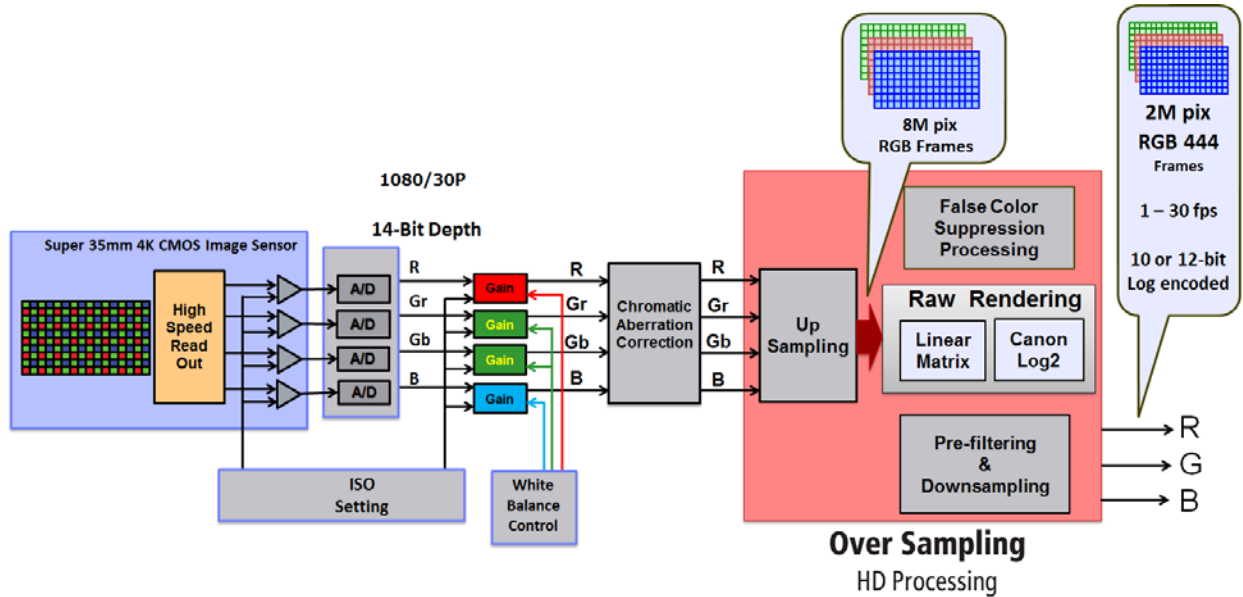 8M pix
RGB Frames
2M pix
RGB 444
Frames
1 – 30 fps
10 or 12-bit
Log encoded
1080/30P
14-Bit Depth
Super 35mm 4K CMOS Image Sensor
High
Speed
Read
Out
A/D
A/D
A/D
A/D
R
Gr
Gb
B
Gain
Gain
Gain
Gain
R
Gr
Gb
B
Chromatic
Aberration
Correction
R
Gr
Gb
B
Up
Sampling
False Color
Suppression
Processing
Raw Rendering
Linear
Matrix
Canon
Log2
Pre-filtering
&
Downsampling
R
G
B
ISO
Setting
White
Balance
Control
Over Sampling
HD Processing